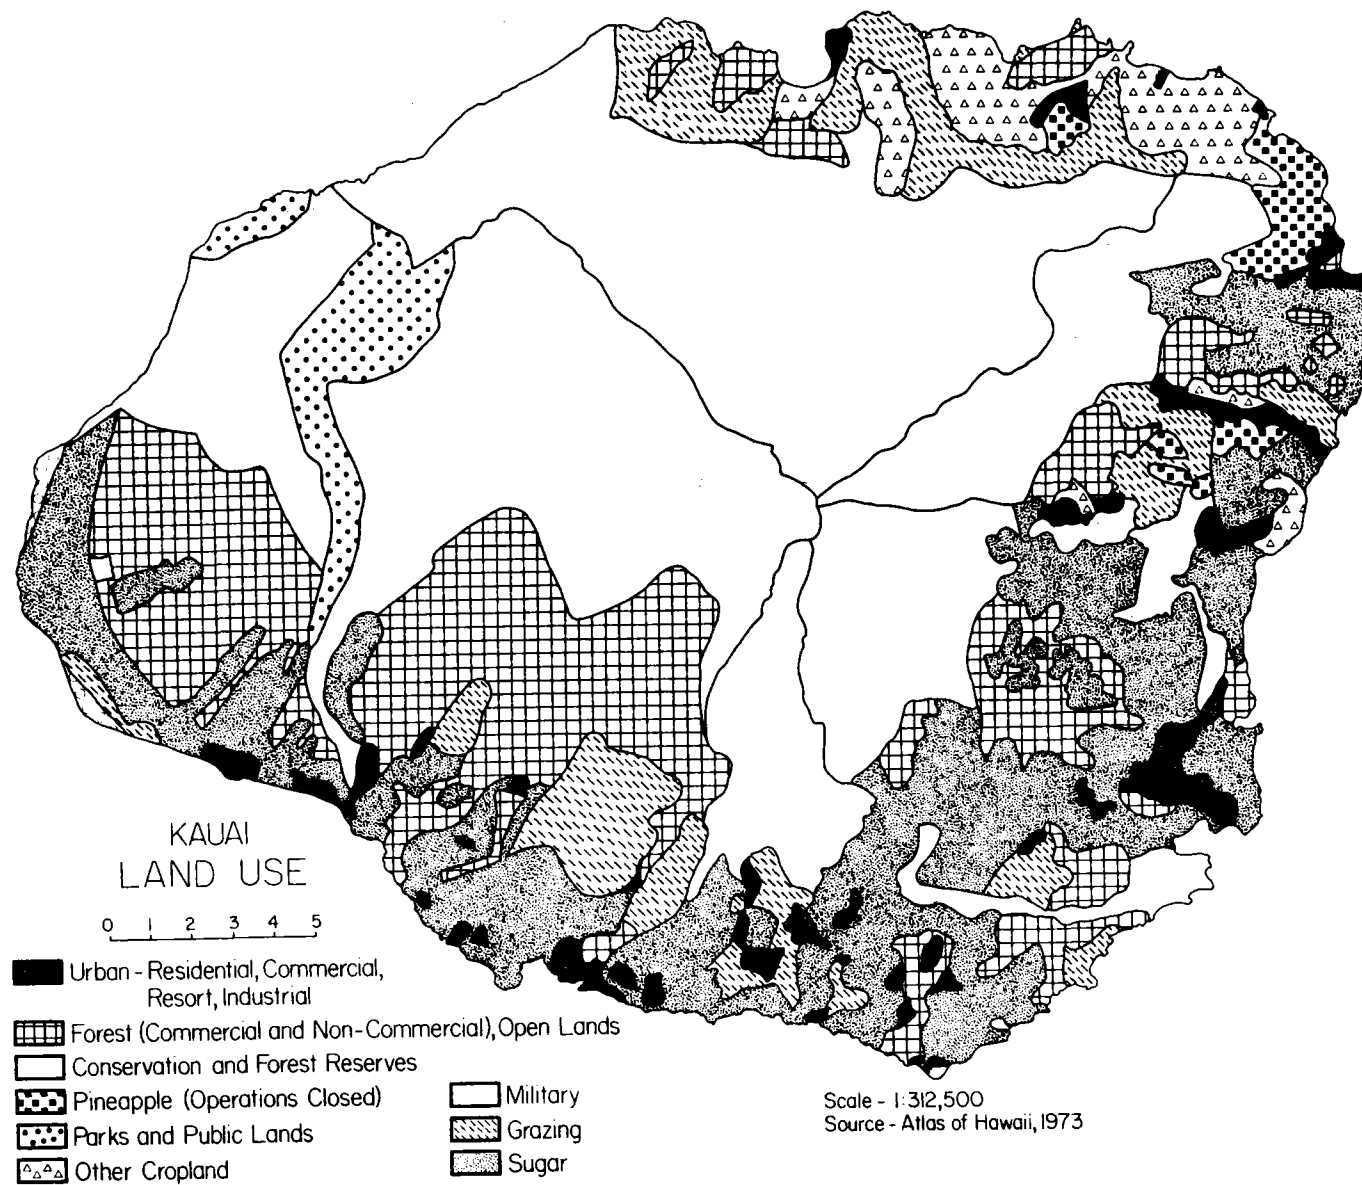 KAUAI
LAND USE
0 1 2 3 4 5
Urban - Residential, Commercial,
Resort, Industrial
Forest (Commercial and Non-Commercial), Open Lands
Conservation and Forest Reserves
Pineapple (Operations Closed)
Parks and Public Lands
Other Cropland
Military
Grazing
Sugar
Scale - 1:312,500
Source - Atlas of Hawaii, 1973